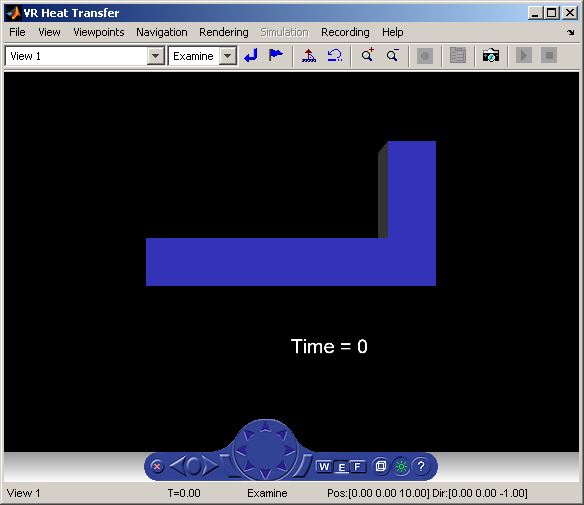 VR Heat Transfer
File View Viewpoints Navigation Rendering Simulation Recording Help
View 1 Examine
Time = 0
W E F ?
View 1 T=0.00 Examine Pos:[0.00 0.00 10.00] Dir:[0.00 0.00 -1.00]